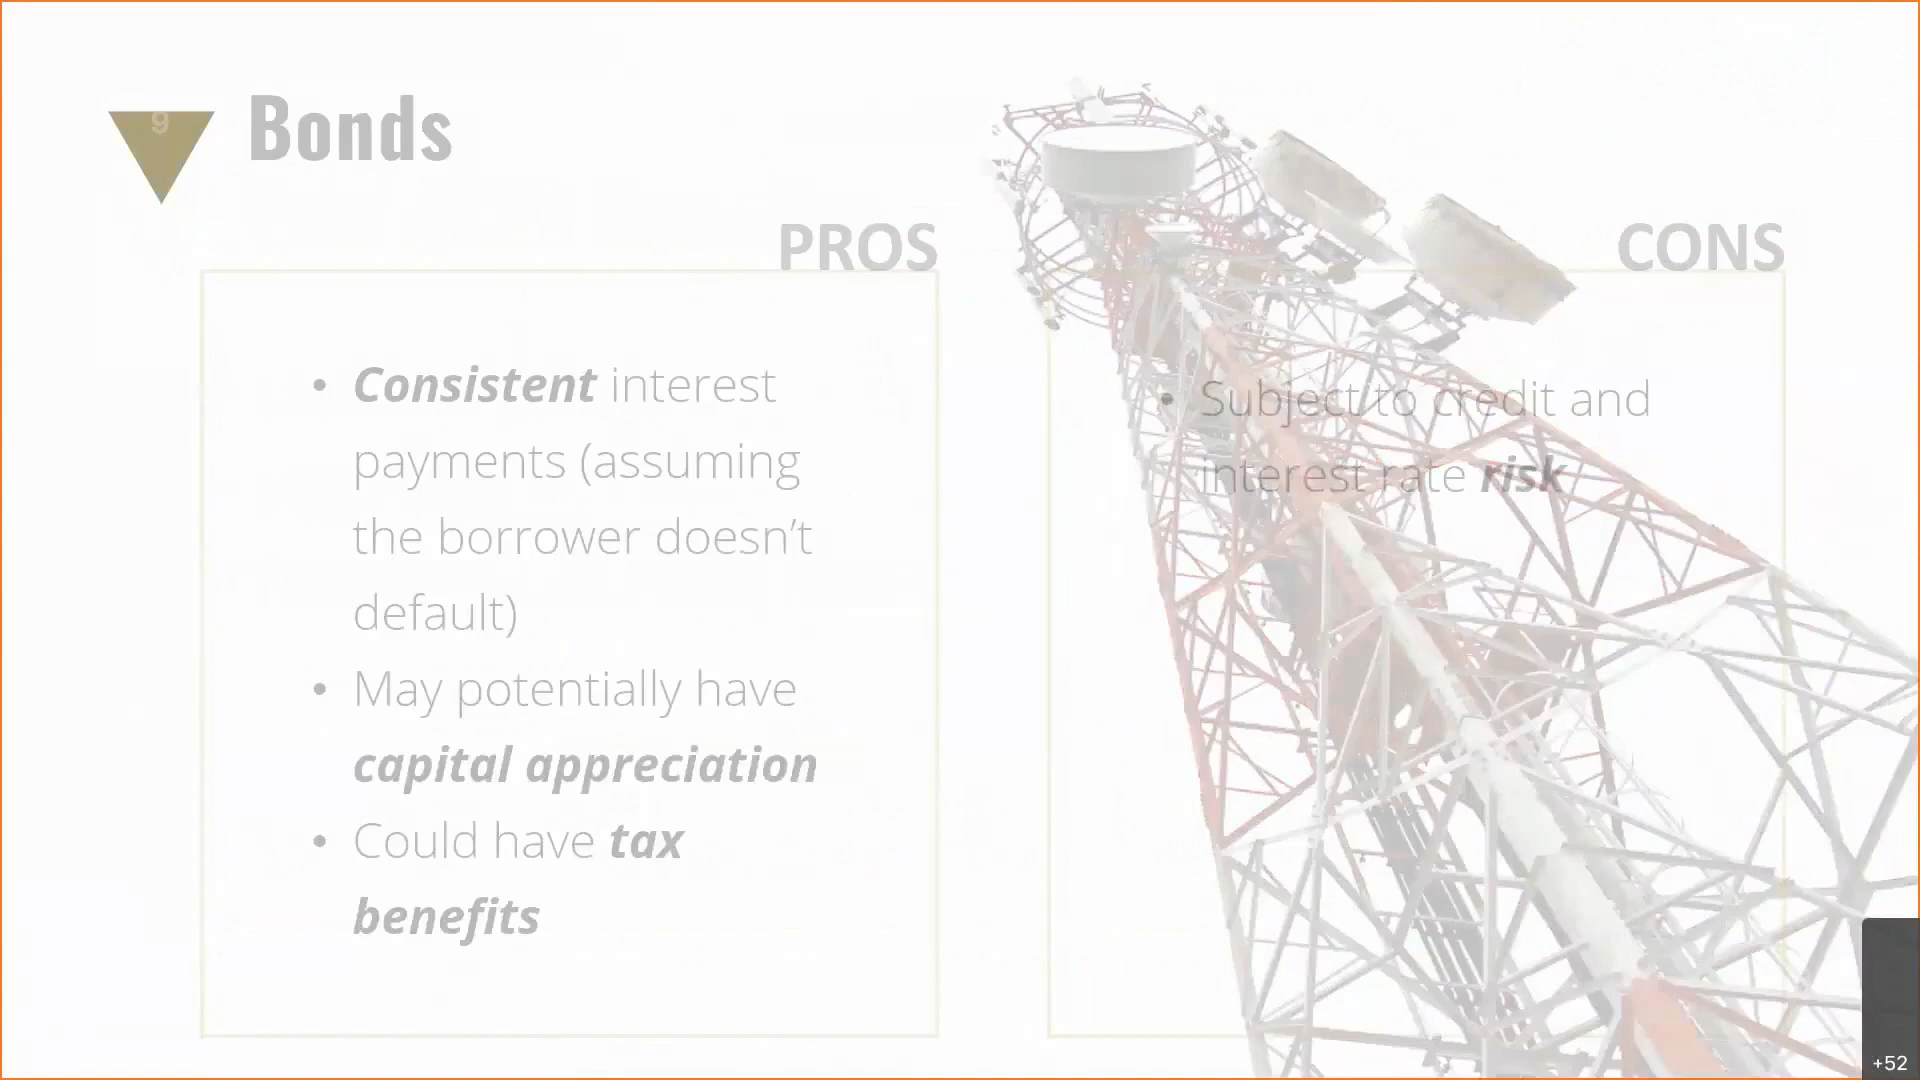 9
Bonds
PROS
• Consistent interest
payments (assuming
the borrower doesn’t
default)
• May potentially have
capital appreciation
• Could have tax
benefits
CONS
• Subject to credit and
interest rate risk
+52